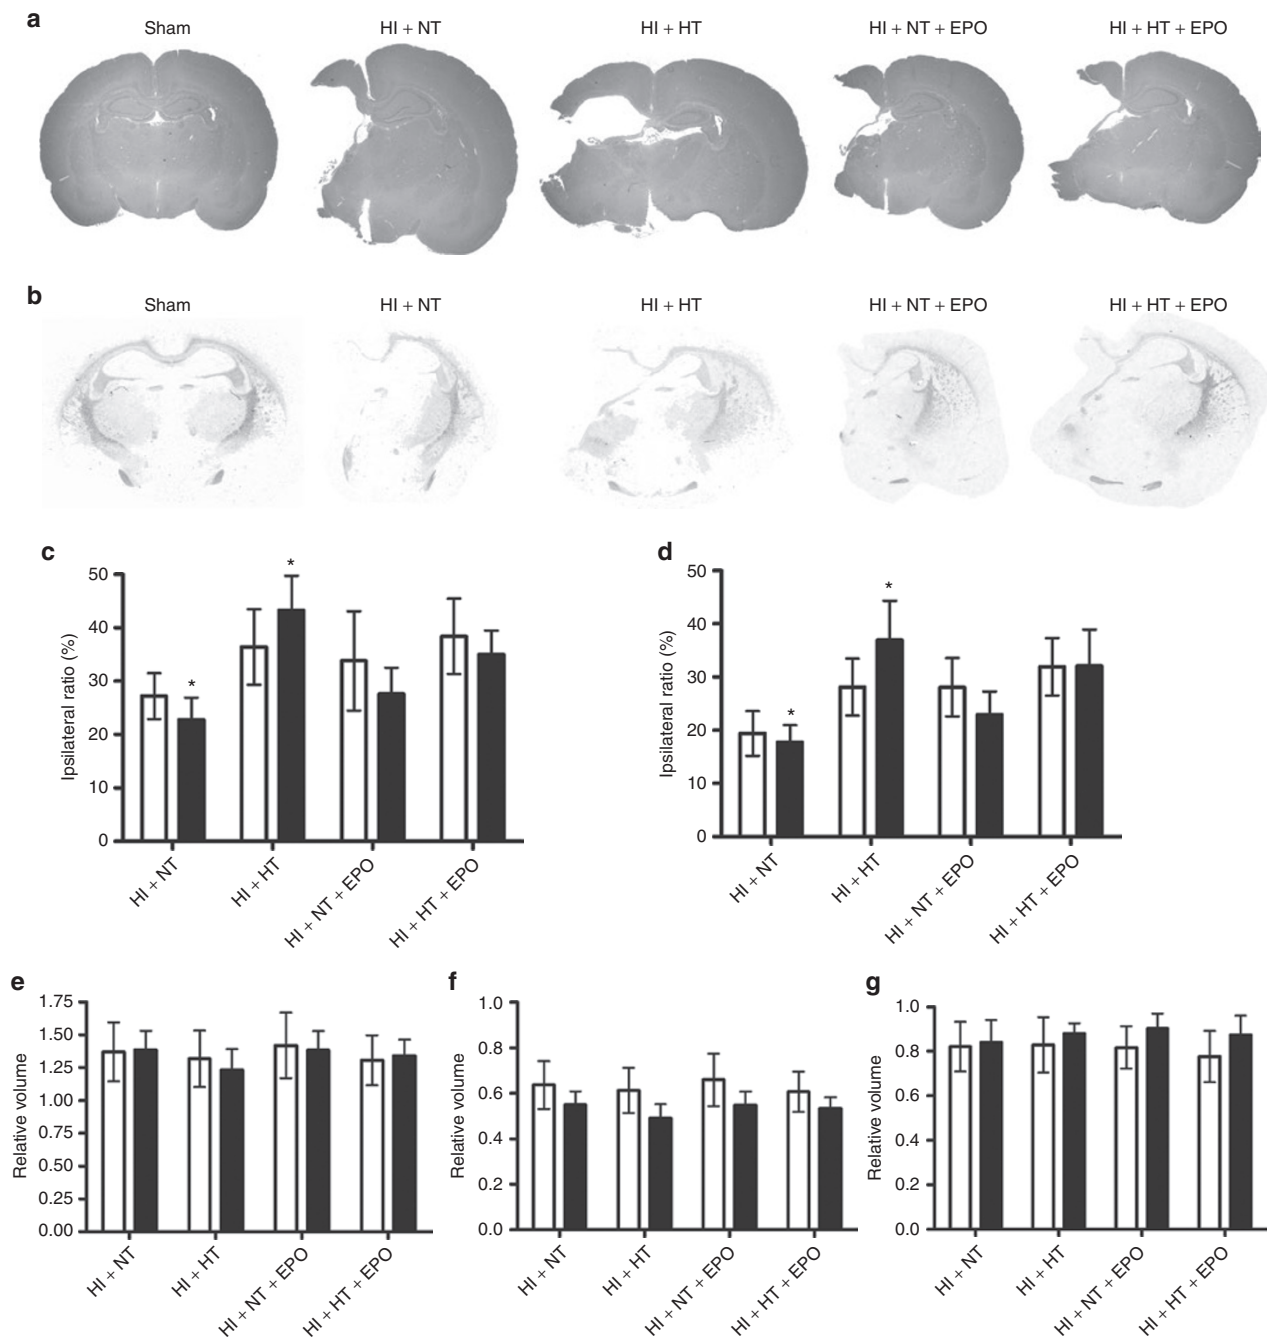 a
Sham
HI + NT
HI + HT
HI + NT + EPO
HI + HT + EPO
b
Sham
HI + NT
HI + HT
HI + NT + EPO
HI + HT + EPO
c
50
40
30
20
10
0
Ipsilateral ratio (%)
*
*
HI + NT
HI + HT
HI + NT + EPO
HI + HT + EPO
d
50
40
30
20
10
0
Ipsilateral ratio (%)
*
*
HI + NT
HI + HT
HI + NT + EPO
HI + HT + EPO
e
1.75
1.50
1.25
1.00
0.75
0.50
0.25
0.00
Relative volume
HI + NT
HI + HT
HI + NT + EPO
HI + HT + EPO
f
1.0
0.8
0.6
0.4
0.2
0.0
Relative volume
HI + NT
HI + HT
HI + NT + EPO
HI + HT + EPO
g
1.0
0.8
0.6
0.4
0.2
0.0
Relative volume
HI + NT
HI + HT
HI + NT + EPO
HI + HT + EPO